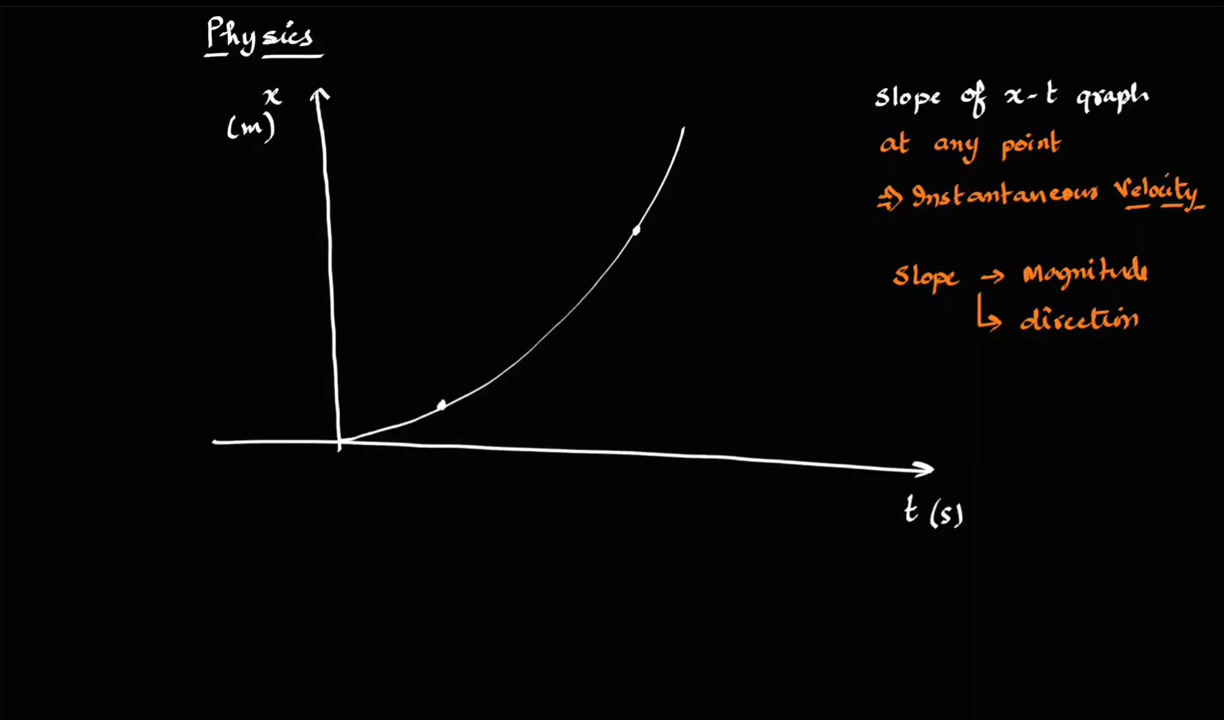 Physics
x
(m)
Slope of x-t graph
at any point
⇒ Instantaneous Velocity
Slope → Magnitude
↳ direction
t (s)